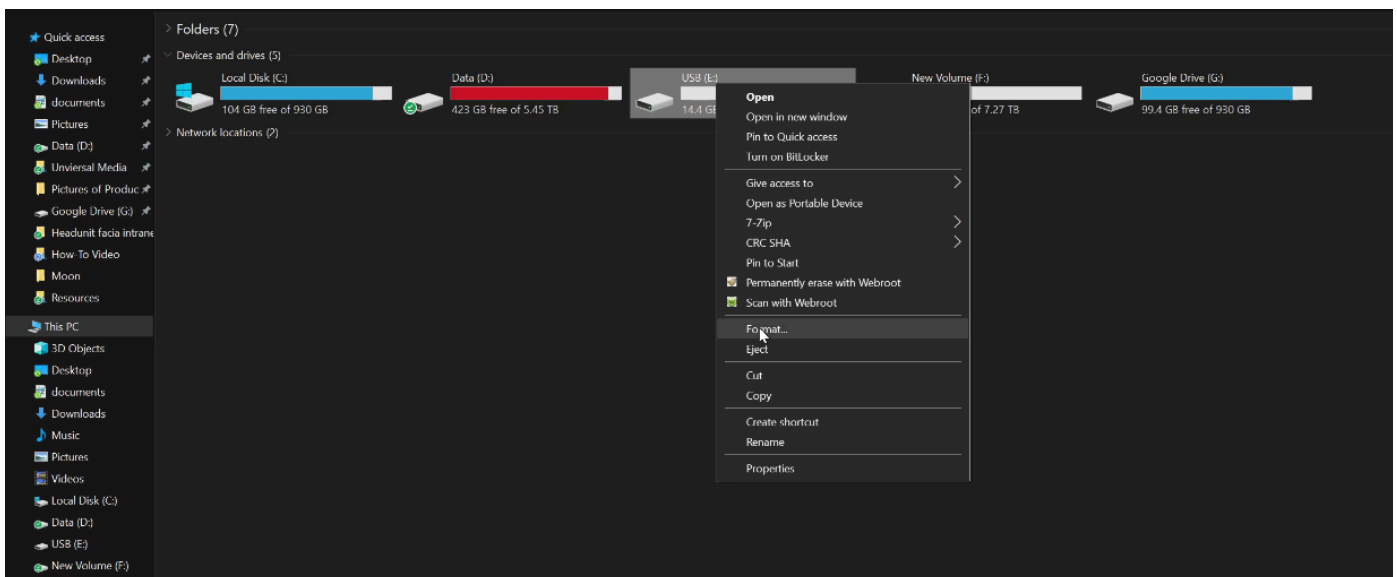 Quick access
Desktop
Downloads
documents
Pictures
Data (D:)
Unviersal Media
Pictures of Produc
Google Drive (G:)
Headunit facia intrane
How-To Video
Moon
Resources
This PC
3D Objects
Desktop
documents
Downloads
Music
Pictures
Videos
Local Disk (C:)
Data (D:)
USB (E:)
New Volume (F:)
Folders (7)
Devices and drives (5)
Local Disk (C:)
104 GB free of 930 GB
Data (D:)
423 GB free of 5.45 TB
USB (E:)
14.4 G
New Volume (F:)
of 7.27 TB
Google Drive (G:)
99.4 GB free of 930 GB
Network locations (2)
Open
Open in new window
Pin to Quick access
Turn on BitLocker
Give access to
Open as Portable Device
7-Zip
CRC SHA
Pin to Start
Permanently erase with Webroot
Scan with Webroot
Format...
Eject
Cut
Copy
Create shortcut
Rename
Properties